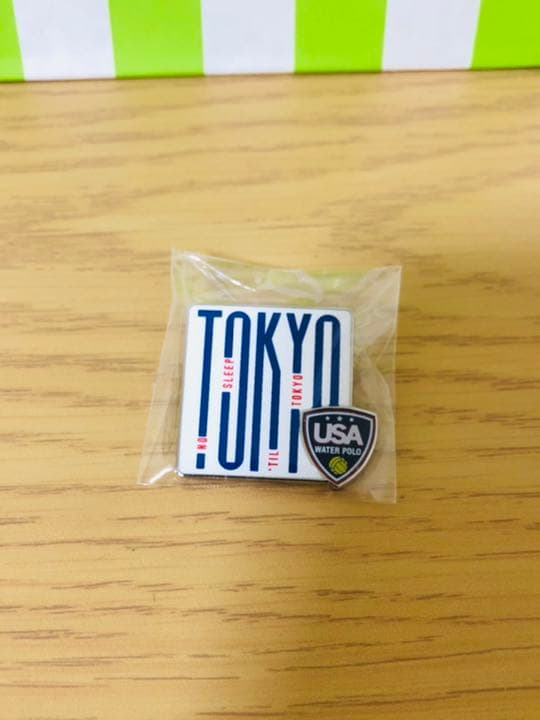 TOKYO
NO
SLEEP
'TIL
TOKYO
USA
WATER POLO